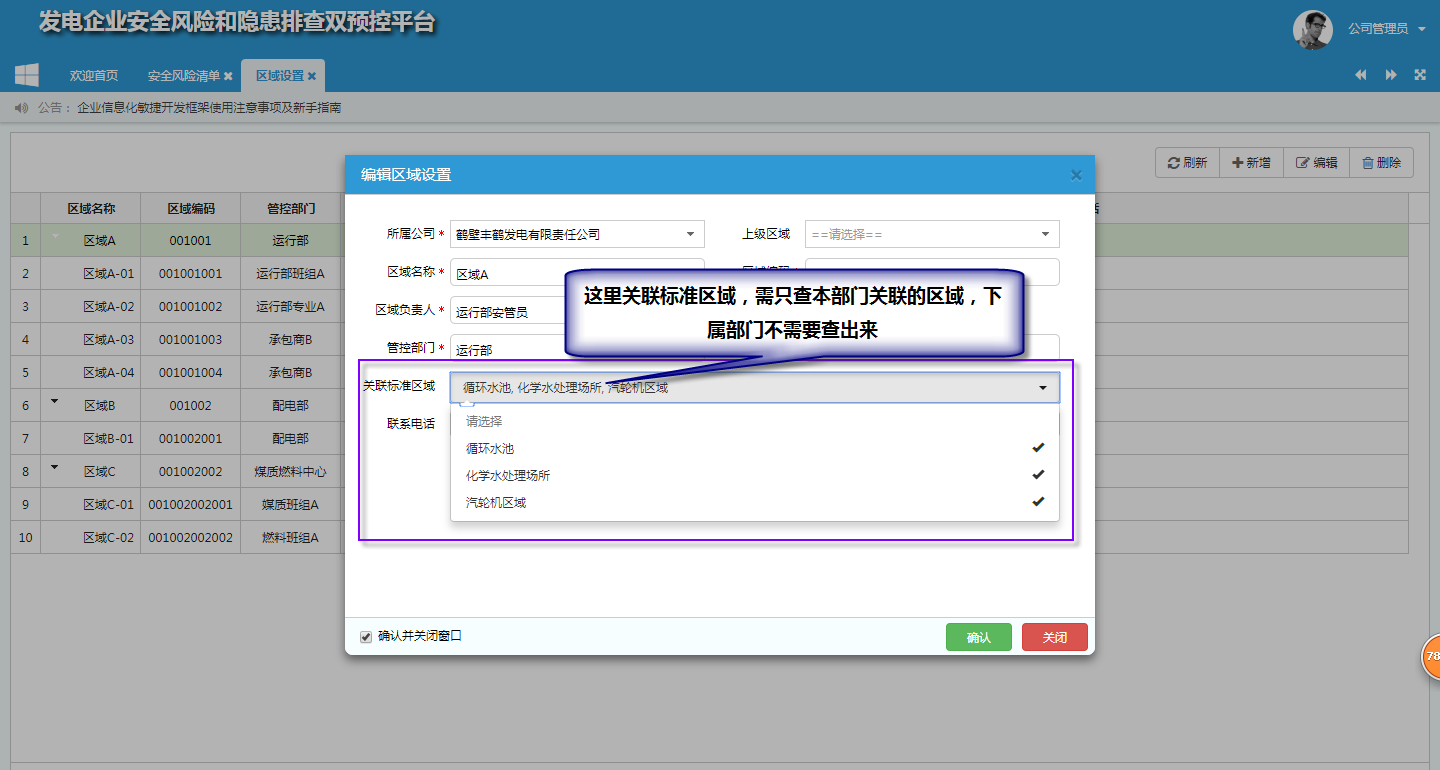 发电企业安全风险和隐患排查双预控平台
公司管理员
欢迎首页 安全风险清单 区域设置
公告： 企业信息化敏捷开发框架使用注意事项及新手指南
刷新 新增 编辑 删除
编辑区域设置
区域名称 区域编码 管控部门
1 区域A 001001 运行部
2 区域A-01 001001001 运行部班组A
3 区域A-02 001001002 运行部专业A
4 区域A-03 001001003 承包商B
5 区域A-04 001001004 承包商B
6 区域B 001002 配电部
7 区域B-01 001002001 配电部
8 区域C 001002002 煤质燃料中心
9 区域C-01 001002002001 媒质班组A
10 区域C-02 001002002002 燃料班组A
所属公司 * 鹤壁丰鹤发电有限责任公司 上级区域 ==请选择==
区域名称 * 区域A
区域负责人 * 运行部安管员
管控部门 * 运行部
这里关联标准区域，需只查本部门关联的区域，下
属部门不需要查出来
关联标准区域 循环水池, 化学水处理场所, 汽轮机区域
联系电话
请选择
循环水池
化学水处理场所
汽轮机区域
确认并关闭窗口 确认 关闭
78